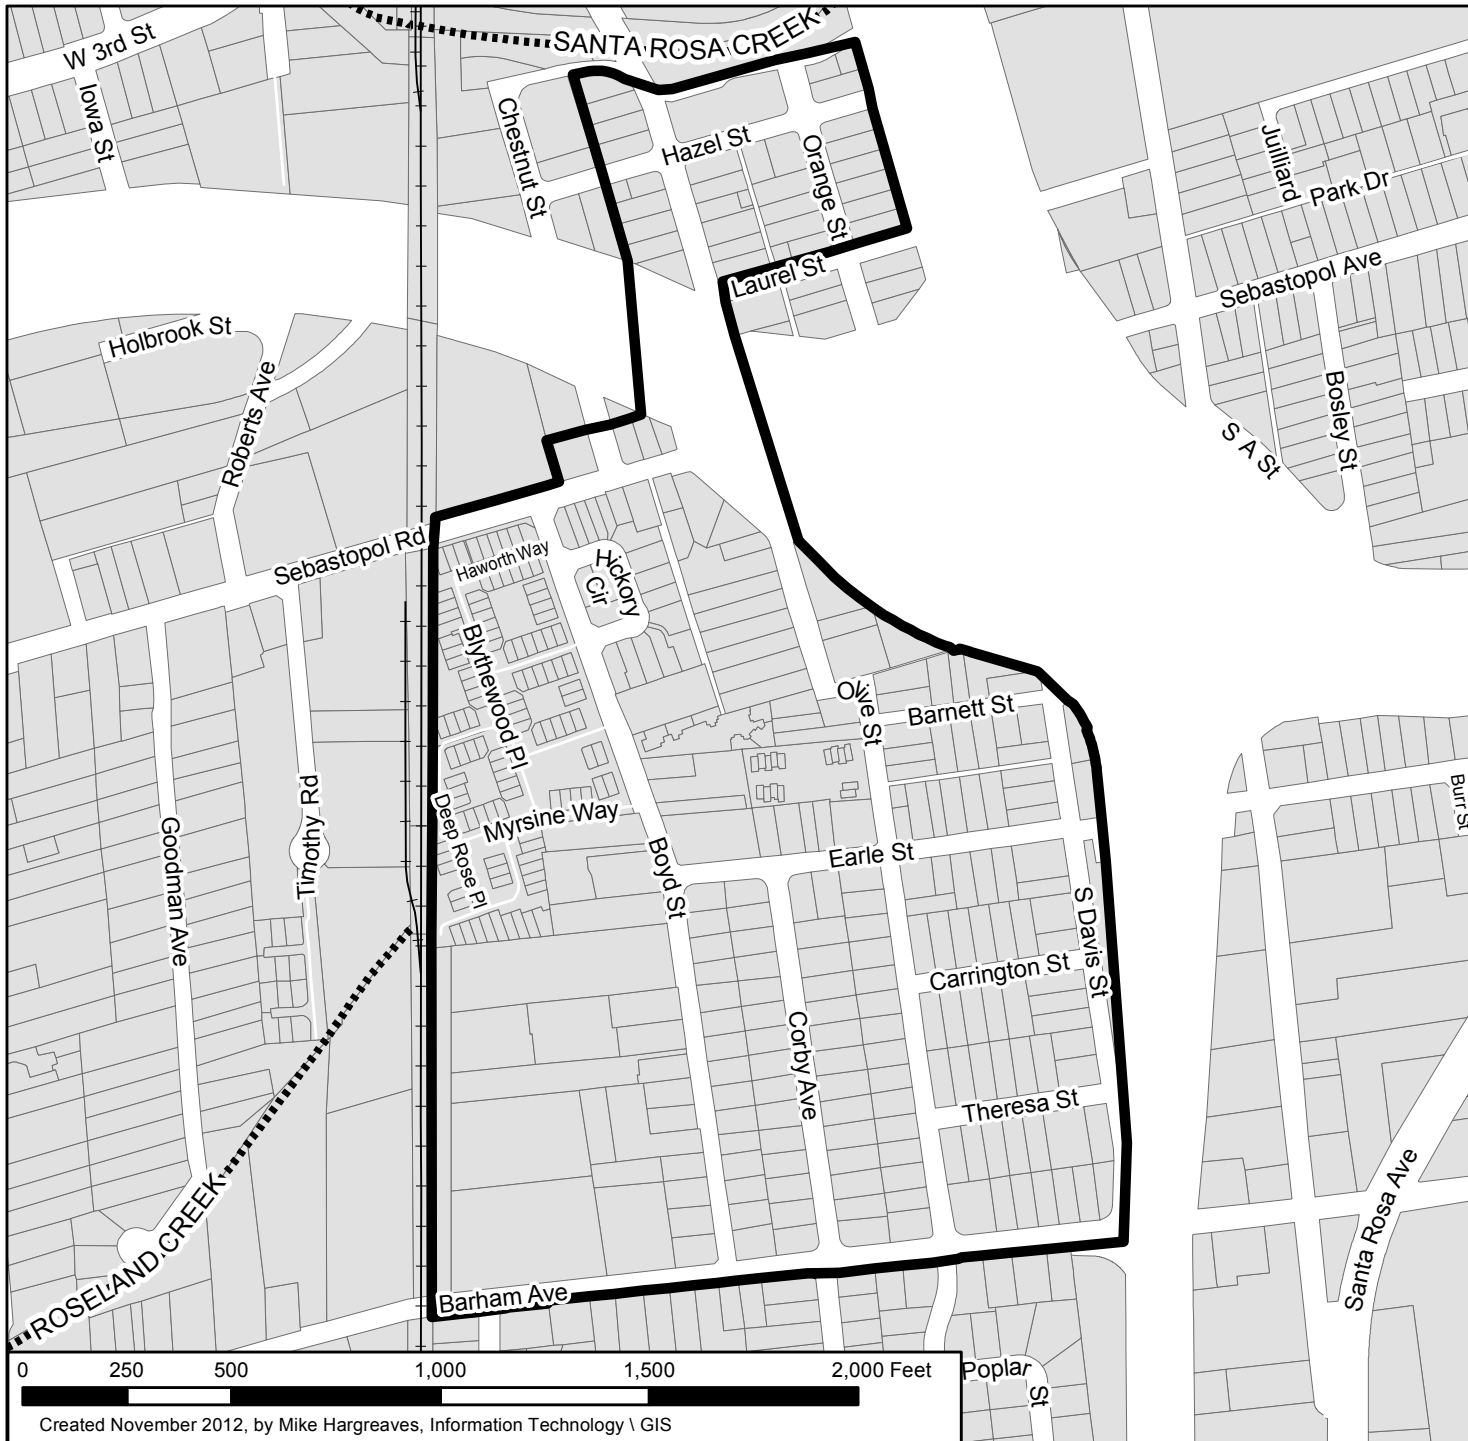 SANTA ROSA CREEK
W 3rd St
Iowa St
Chestnut St
Hazel St
Orange St
Juilliard
Park Dr
Laurel St
Sebastopol Ave
Holbrook St
Roberts Ave
Bosley St
S A St
Sebastopol Rd
Haworth Way
Hickory
Cir
Blythewood Pl
Olive St
Barnett St
Timothy Rd
Goodman Ave
Deep Rose Pl
Myrsine Way
Boyd St
Earle St
Burr St
S Davis St
Carrington St
Corby Ave
Theresa St
Santa Rosa Ave
ROSELAND CREEK
Barham Ave
Poplar
St
0 250 500 1,000 1,500 2,000 Feet
Created November 2012, by Mike Hargreaves, Information Technology \ GIS